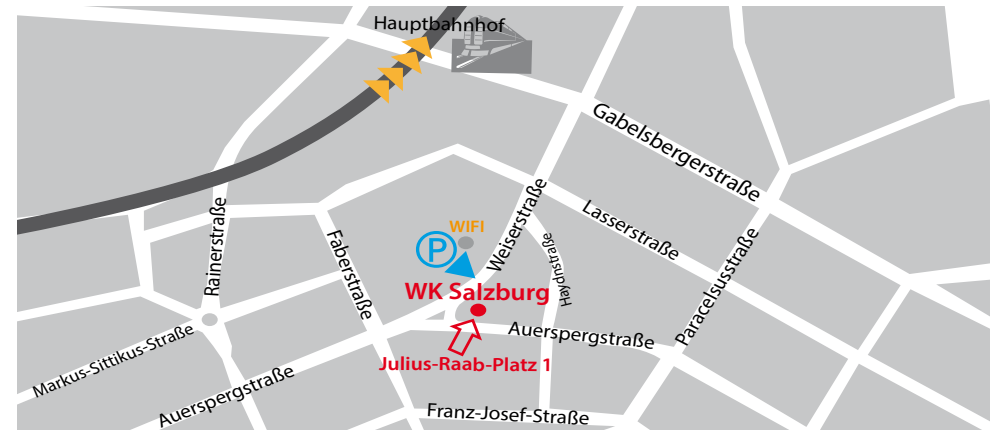 Hauptbahnhof
Gabelsbergerstraße
Weiserstraße
Lasserstraße
Rainerstraße
WIFI
P
Faberstraße
Haydnstraße
Paracelsusstraße
WK Salzburg
Auerspergstraße
Markus-Sittikus-Straße
Julius-Raab-Platz 1
Auerspergstraße
Franz-Josef-Straße